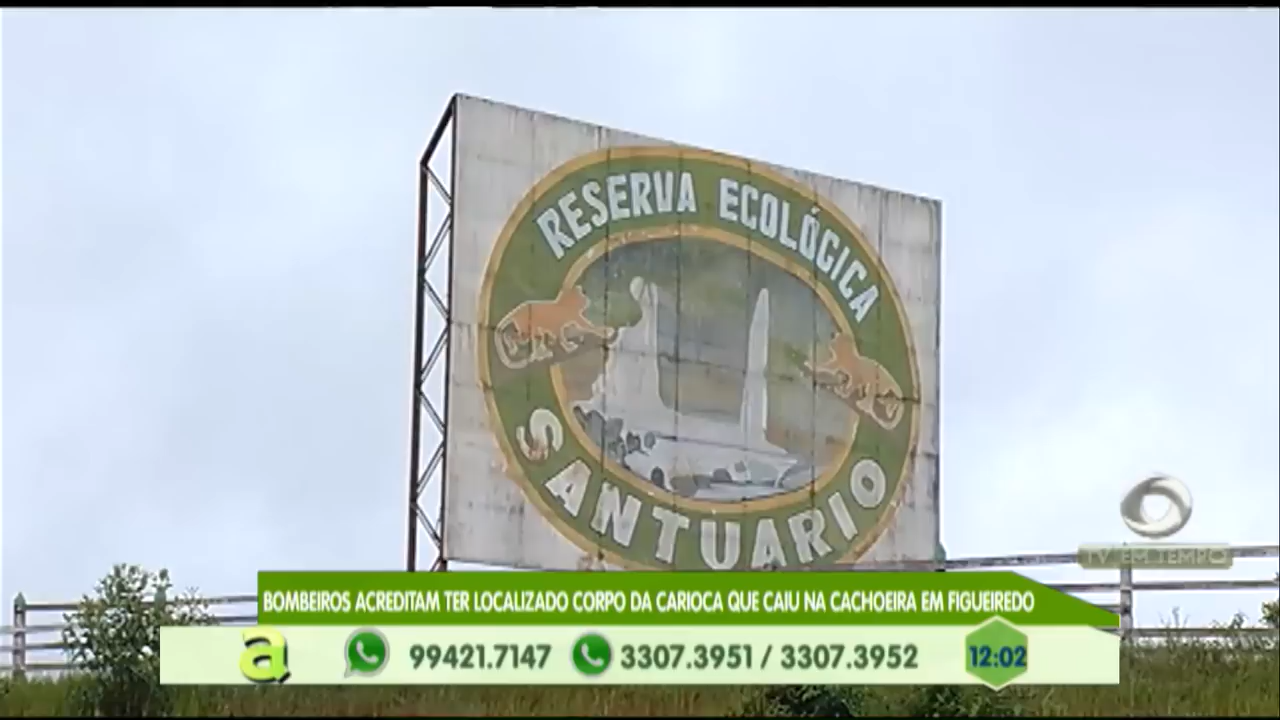 RESERVA ECOLÓGICA
SANTUARIO
TV EM TEMPO
BOMBEIROS ACREDITAM TER LOCALIZADO CORPO DA CARIOCA QUE CAIU NA CACHOEIRA EM FIGUEIREDO
a 99421.7147 3307.3951 / 3307.3952 12:02